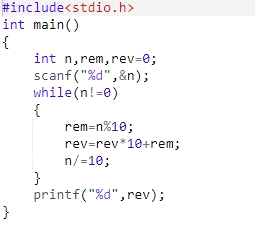 #include<stdio.h>
int main()
{
    int n,rem,rev=0;
    scanf("%d",&n);
    while(n!=0)
    {
        rem=n%10;
        rev=rev*10+rem;
        n/=10;
    }
    printf("%d",rev);
}